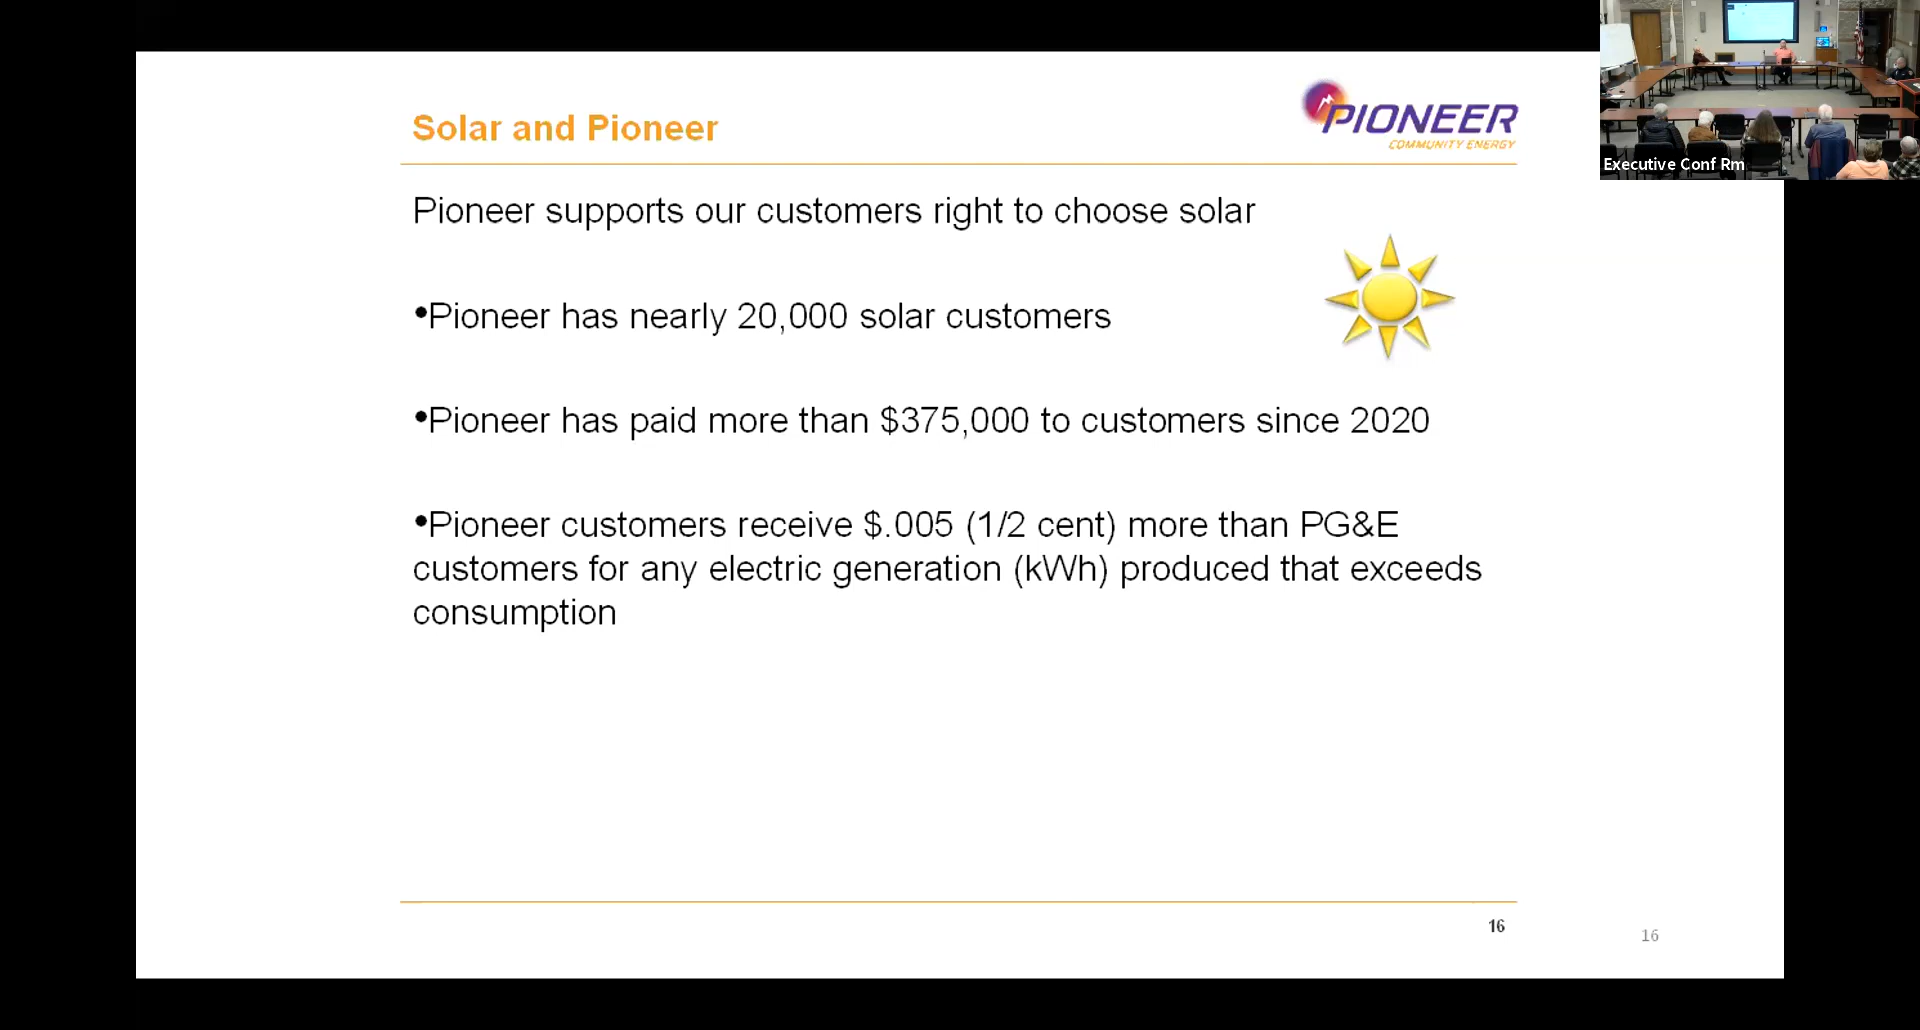 Solar and Pioneer
PIONEER
COMMUNITY ENERGY
Executive Conf Rm
Pioneer supports our customers right to choose solar
•Pioneer has nearly 20,000 solar customers
•Pioneer has paid more than $375,000 to customers since 2020
•Pioneer customers receive $.005 (1/2 cent) more than PG&E
customers for any electric generation (kWh) produced that exceeds
consumption
16
16